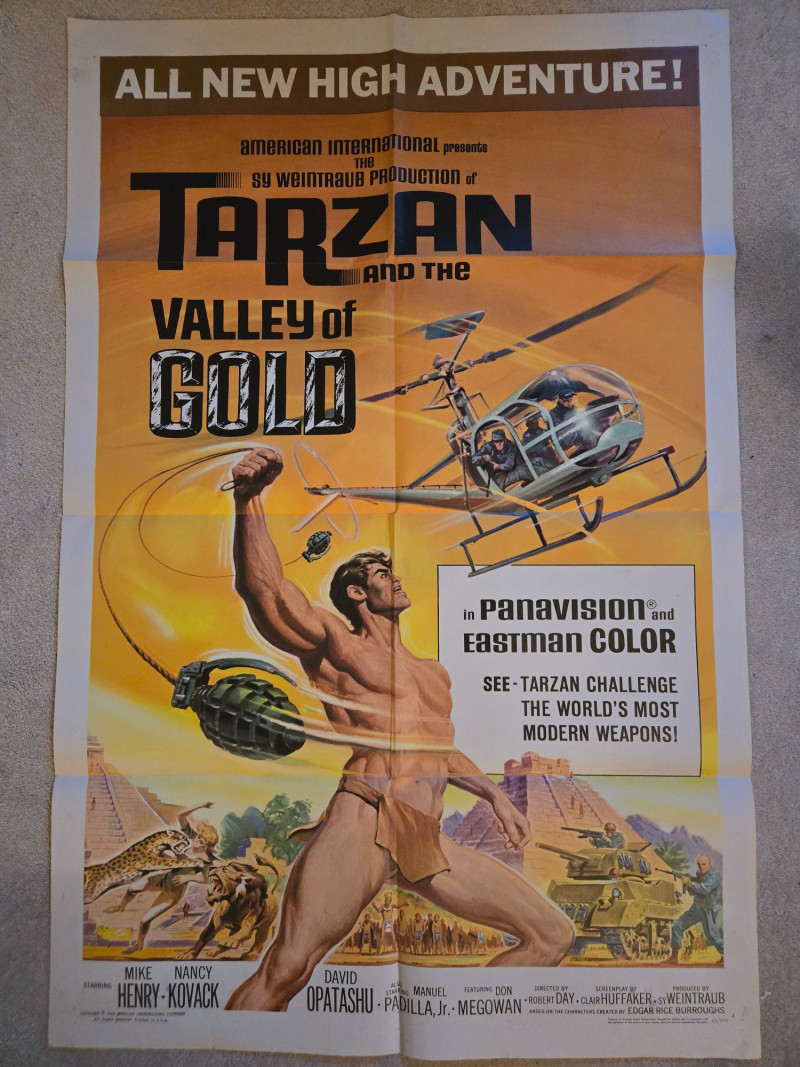 ALL NEW HIGH ADVENTURE!
american international presents
THE
SY WEINTRAUB PRODUCTION of
TARZAN
AND THE
VALLEY of
GOLD
in PANAVISION® and
EASTMAN COLOR
SEE - TARZAN CHALLENGE
THE WORLD'S MOST
MODERN WEAPONS!
STARRING MIKE HENRY · NANCY KOVACK
DAVID OPATASHU · ALSO STARRING MANUEL PADILLA, Jr. · FEATURING DON MEGOWAN · DIRECTED BY ROBERT DAY · SCREENPLAY BY CLAIR HUFFAKER · PRODUCED BY SY WEINTRAUB
BASED ON THE CHARACTERS CREATED BY EDGAR RICE BURROUGHS